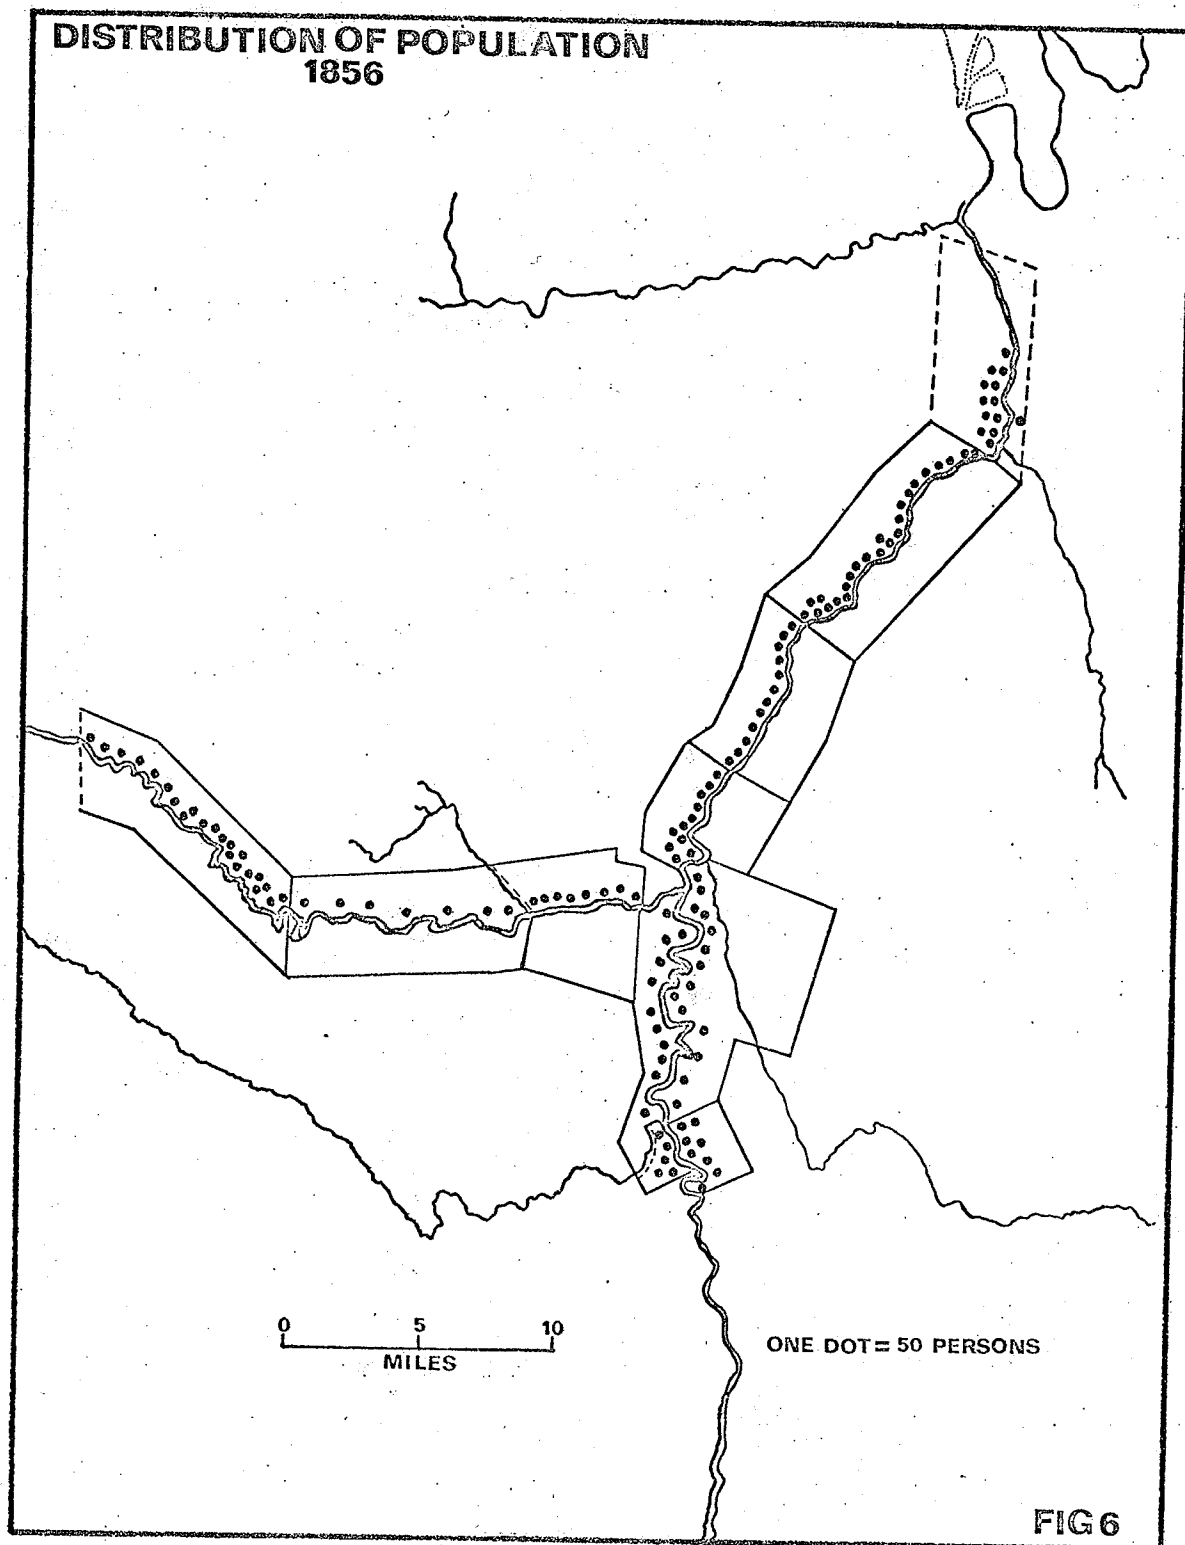 DISTRIBUTION OF POPULATION
1856
0 5 10
MILES
ONE DOT = 50 PERSONS
FIG 6